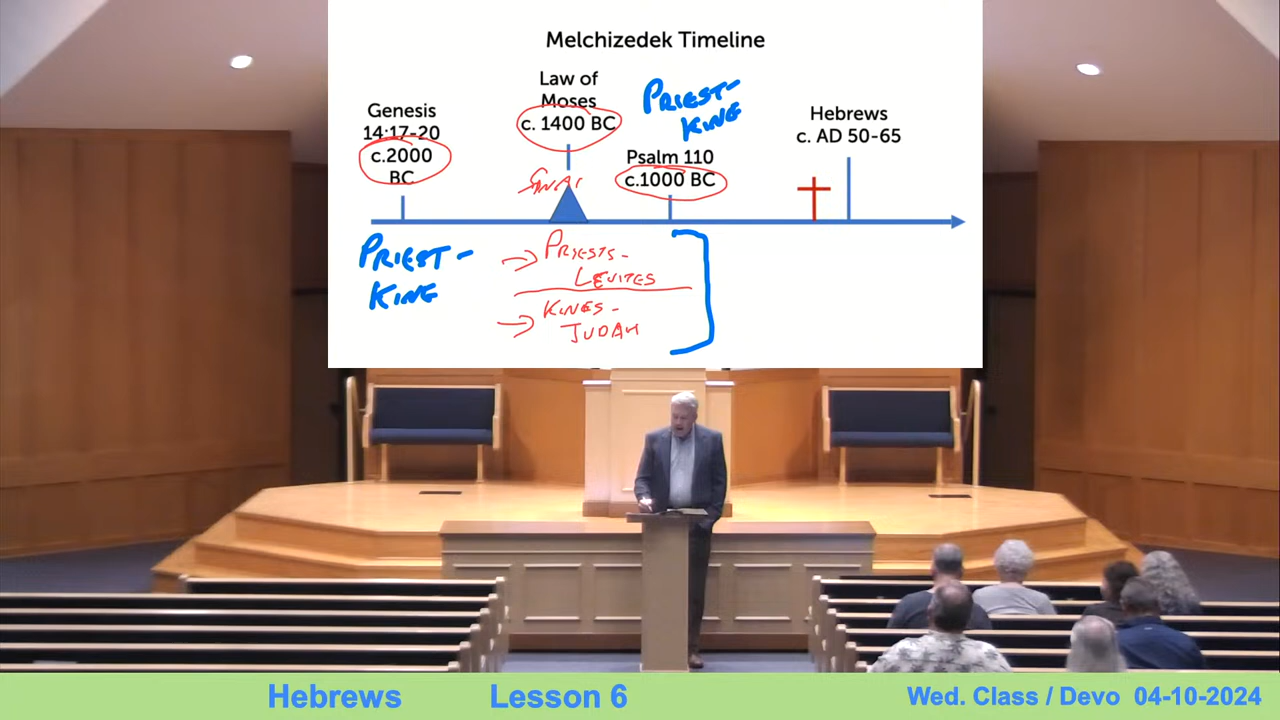 Melchizedek Timeline
Law of
Moses
c. 1400 BC
PRIEST-
KING
Genesis
14:17-20
c.2000
BC
Hebrews
c. AD 50-65
Psalm 110
c.1000 BC
SINAI
PRIEST-
KING
PRIESTS-
LEVITES
KINGS-
JUDAH
Hebrews
Lesson 6
Wed. Class / Devo 04-10-2024